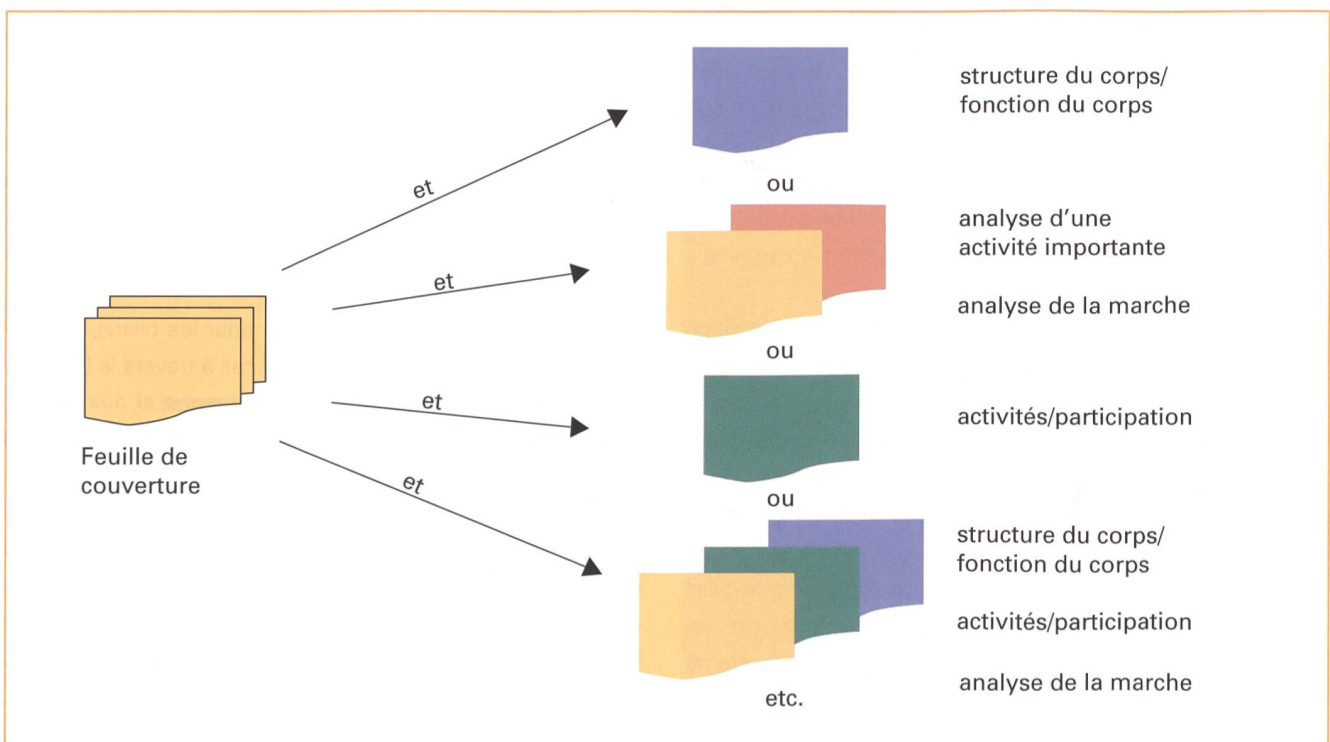 structure du corps/
fonction du corps
et
ou
analyse d'une
activité importante
et
analyse de la marche
ou
et
activités/participation
Feuille de
couverture
et
ou
structure du corps/
fonction du corps
activités/participation
analyse de la marche
etc.